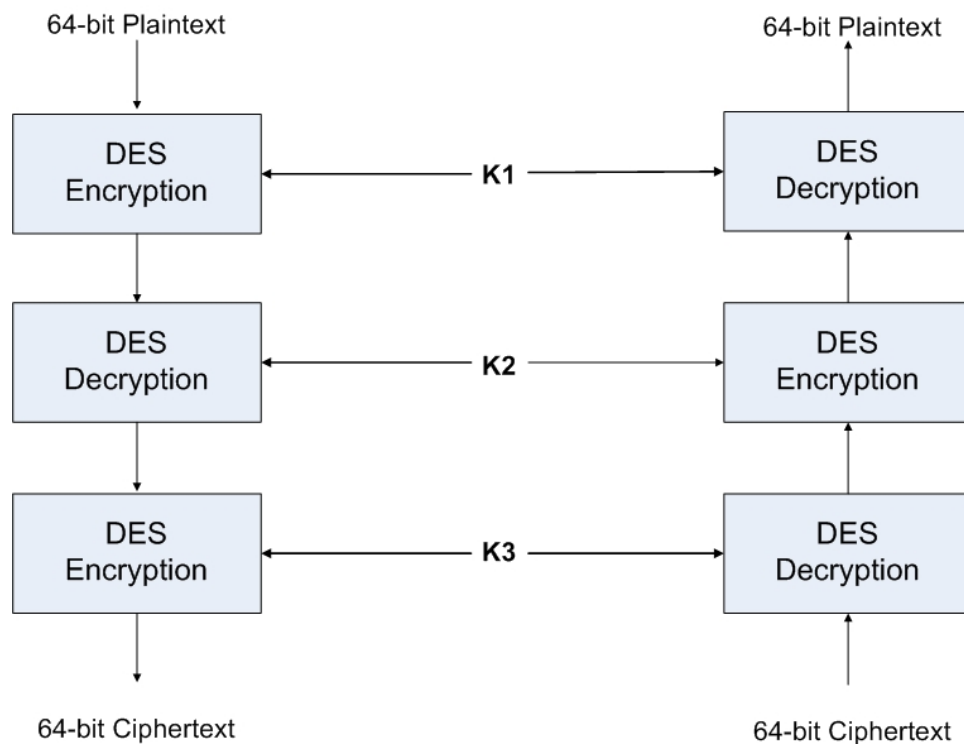 64-bit Plaintext
64-bit Plaintext
DES
Encryption
K1
DES
Decryption
DES
Decryption
K2
DES
Encryption
DES
Encryption
K3
DES
Decryption
64-bit Ciphertext
64-bit Ciphertext